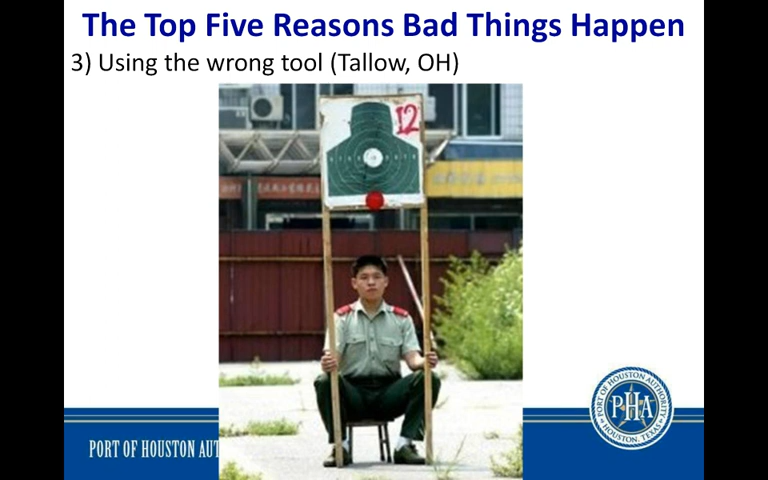 The Top Five Reasons Bad Things Happen
3) Using the wrong tool (Tallow, OH)
12
PORT OF HOUSTON AUT
PORT OF HOUSTON AUTHORITY
PHA
HOUSTON, TEXAS